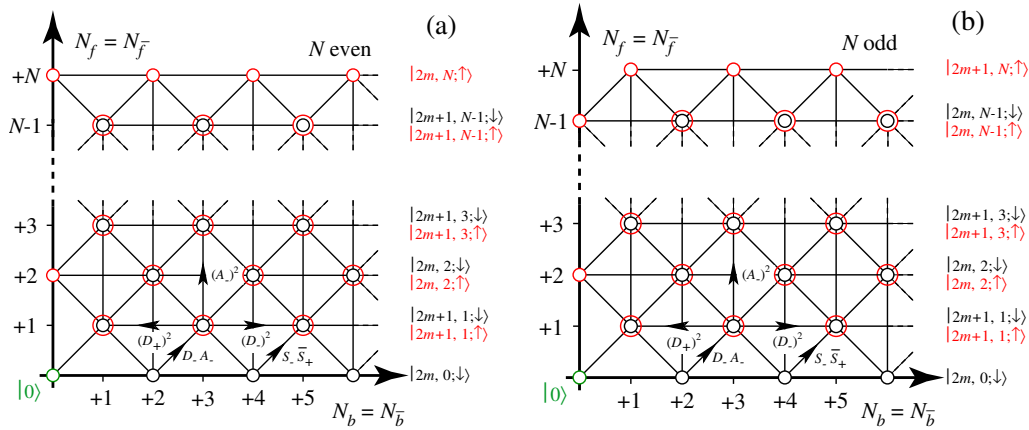 (a)
N_f = N_f̄
N even
+N
|2m, N;↑⟩
N-1
|2m+1, N-1;↓⟩
|2m+1, N-1;↑⟩
+3
|2m+1, 3;↓⟩
|2m+1, 3;↑⟩
+2
(A_-)²
|2m, 2;↓⟩
|2m, 2;↑⟩
+1
|2m+1, 1;↓⟩
|2m+1, 1;↑⟩
(D_+)²
(D_-)²
D_- A_-
S_- S̄_+
|0⟩
|2m, 0;↓⟩
+1 +2 +3 +4 +5
N_b = N_b̄
(b)
N_f = N_f̄
N odd
+N
|2m+1, N;↑⟩
N-1
|2m, N-1;↓⟩
|2m, N-1;↑⟩
+3
|2m+1, 3;↓⟩
|2m+1, 3;↑⟩
+2
(A_-)²
|2m, 2;↓⟩
|2m, 2;↑⟩
+1
|2m+1, 1;↓⟩
|2m+1, 1;↑⟩
(D_+)²
(D_-)²
D_- A_-
S_- S̄_+
|0⟩
|2m, 0;↓⟩
+1 +2 +3 +4 +5
N_b = N_b̄